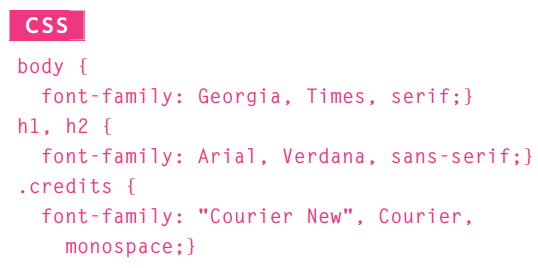 CSS
body {
  font-family: Georgia, Times, serif;}
h1, h2 {
  font-family: Arial, Verdana, sans-serif;}
.credits {
  font-family: "Courier New", Courier,
    monospace;}